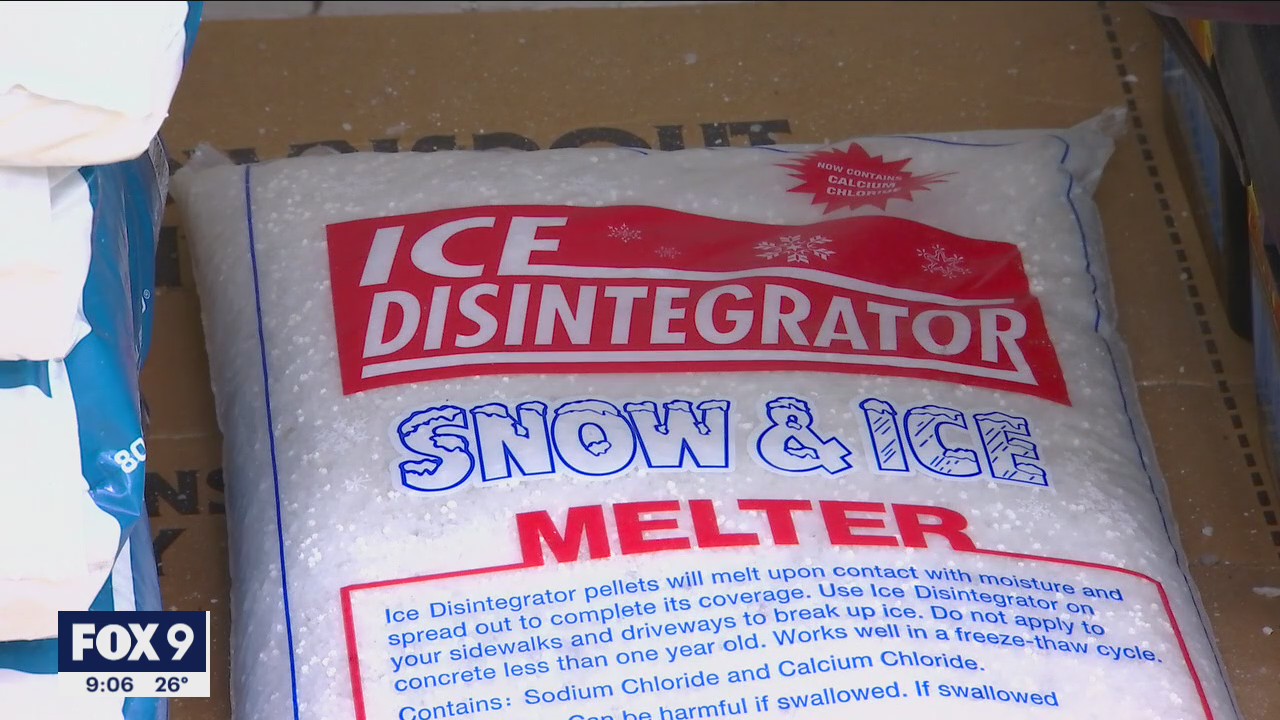 NOW CONTAINS
CALCIUM
CHLORIDE
ICE
DISINTEGRATOR
SNOW & ICE
MELTER
Ice Disintegrator pellets will melt upon contact with moisture and
spread out to complete its coverage. Use Ice Disintegrator on
your sidewalks and driveways to break up ice. Do not apply to
concrete less than one year old. Works well in a freeze-thaw cycle.
Contains: Sodium Chloride and Calcium Chloride.
Can be harmful if swallowed. If swallowed
80
FOX 9
9:06 26°